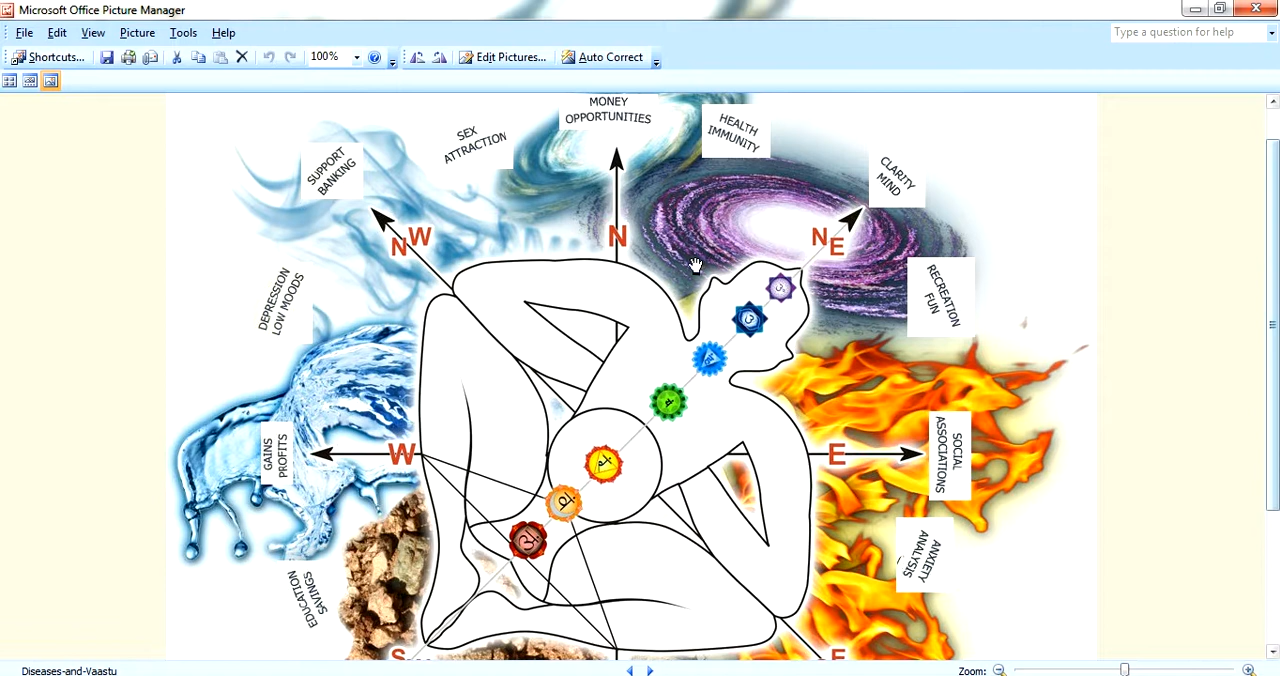 Microsoft Office Picture Manager
File Edit View Picture Tools Help
Type a question for help
Shortcuts...
100%
Edit Pictures...
Auto Correct
MONEY
OPPORTUNITIES
HEALTH
IMMUNITY
SEX
ATTRACTION
SUPPORT
BANKING
CLARITY
MIND
N
NW
NE
RECREATION
FUN
DEPRESSION
LOW MOODS
GAINS
PROFITS
W
E
SOCIAL
ASSOCIATIONS
ANXIETY
ANALYSIS
EDUCATION
SAVINGS
Diseases-and-Vaastu
Zoom: